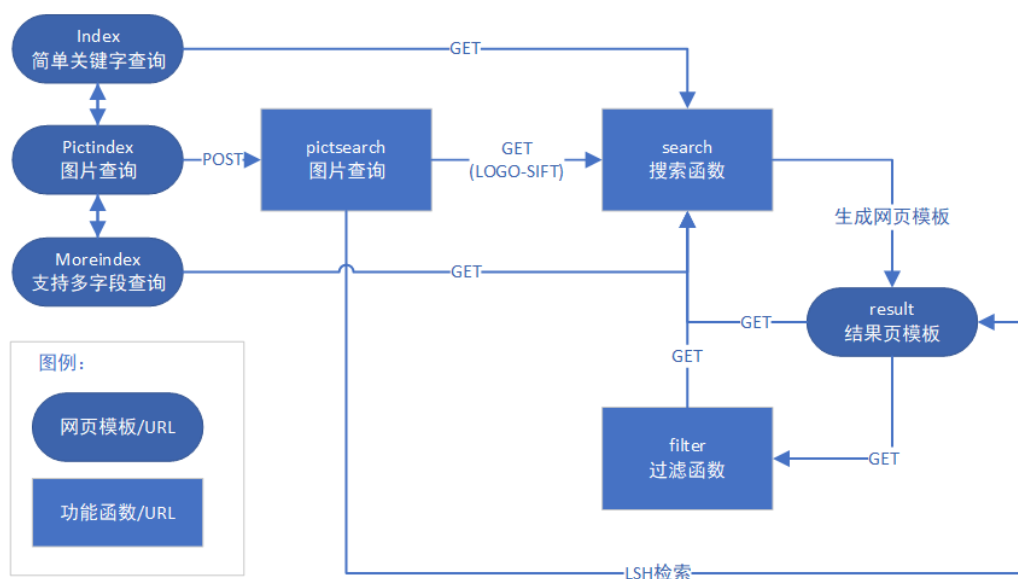 Index
简单关键字查询
GET
Pictindex
图片查询
POST
pictsearch
图片查询
GET
(LOGO-SIFT)
search
搜索函数
生成网页模板
Moreindex
支持多字段查询
GET
result
结果页模板
GET
GET
filter
过滤函数
GET
LSH检索
图例：
网页模板/URL
功能函数/URL